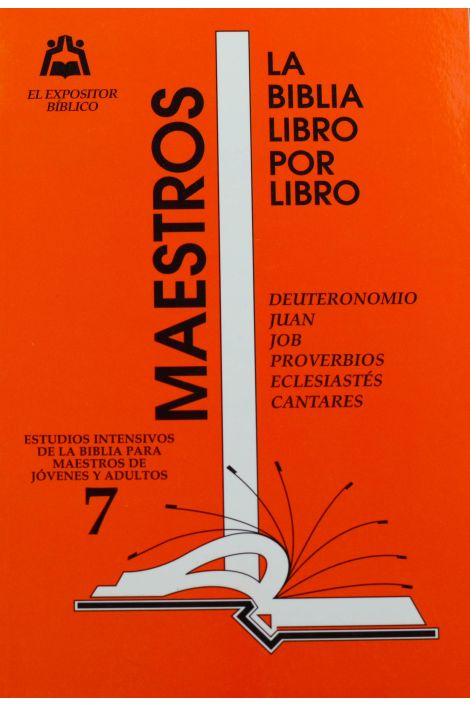 EL EXPOSITOR
BÍBLICO
MAESTROS
LA
BIBLIA
LIBRO
POR
LIBRO
DEUTERONOMIO
JUAN
JOB
PROVERBIOS
ECLESIASTÉS
CANTARES
ESTUDIOS INTENSIVOS
DE LA BIBLIA PARA
MAESTROS DE
JÓVENES Y ADULTOS
7